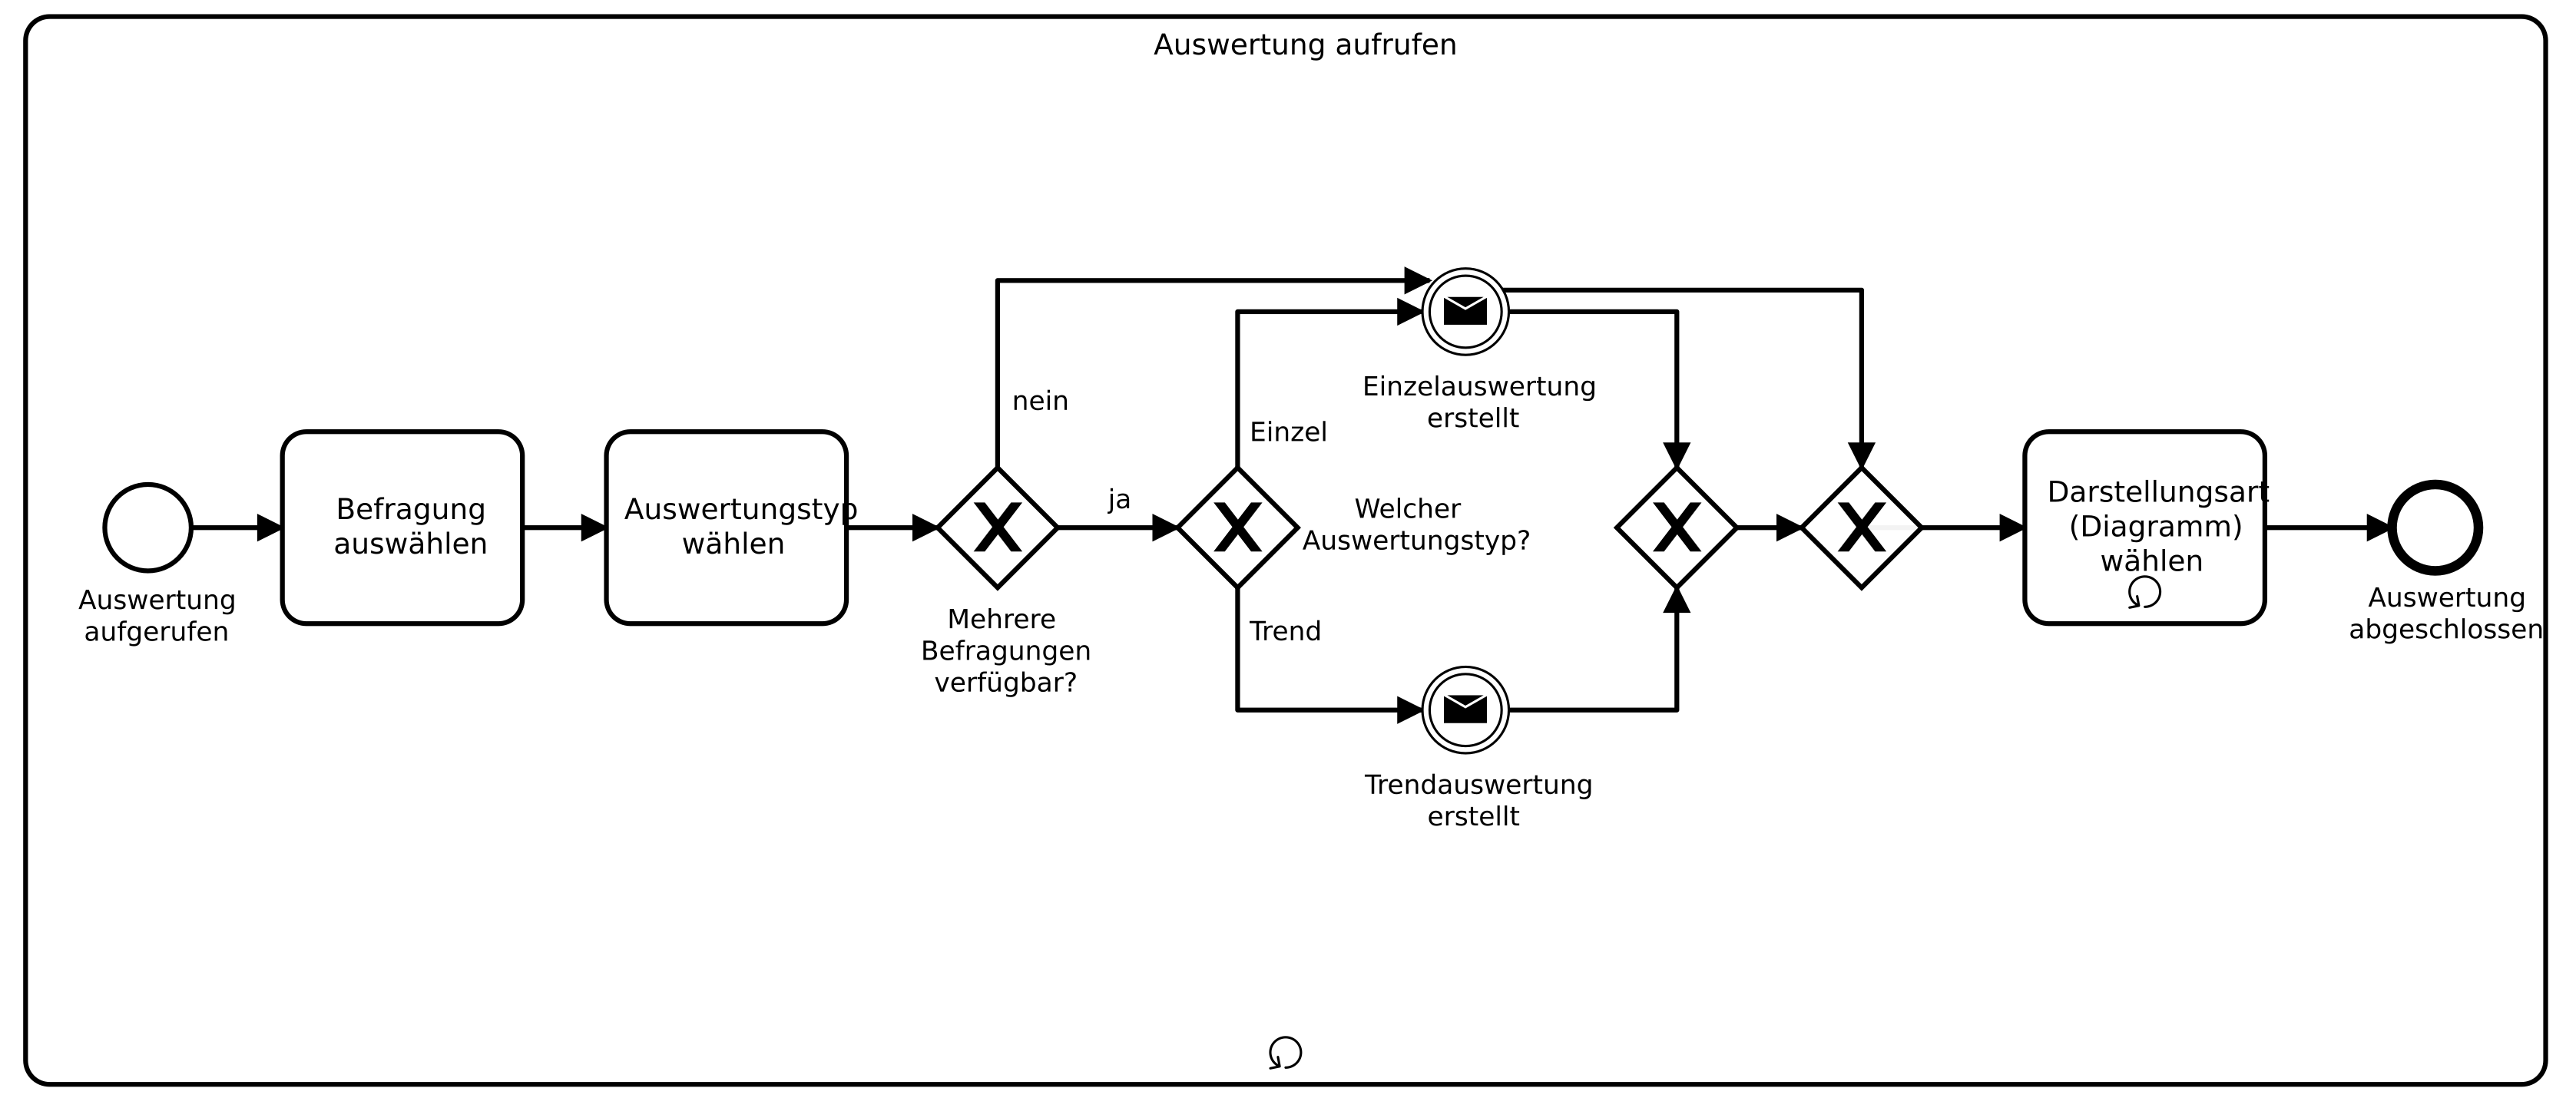 Auswertung aufrufen
Auswertung
aufgerufen
Befragung
auswählen
Auswertungstyp
wählen
nein
ja
Mehrere
Befragungen
verfügbar?
Einzel
Trend
Welcher
Auswertungstyp?
Einzelauswertung
erstellt
Trendauswertung
erstellt
Darstellungsart
(Diagramm)
wählen
Auswertung
abgeschlossen